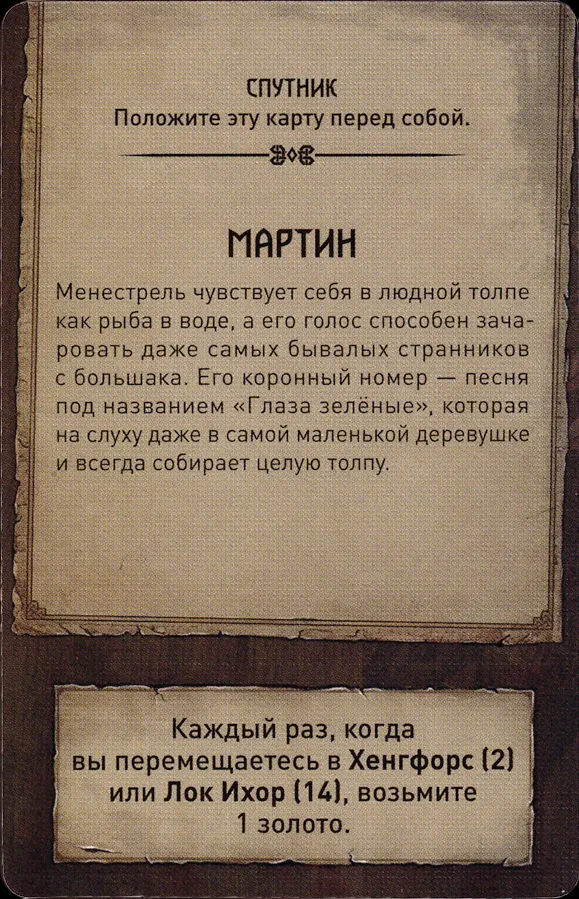 СПУТНИК
Положите эту карту перед собой.
МАРТИН
Менестрель чувствует себя в людной толпе
как рыба в воде, а его голос способен зача-
ровать даже самых бывалых странников
с большака. Его коронный номер — песня
под названием «Глаза зелёные», которая
на слуху даже в самой маленькой деревушке
и всегда собирает целую толпу.
Каждый раз, когда
вы перемещаетесь в Хенгфорс (2)
или Лок Ихор (14), возьмите
1 золото.